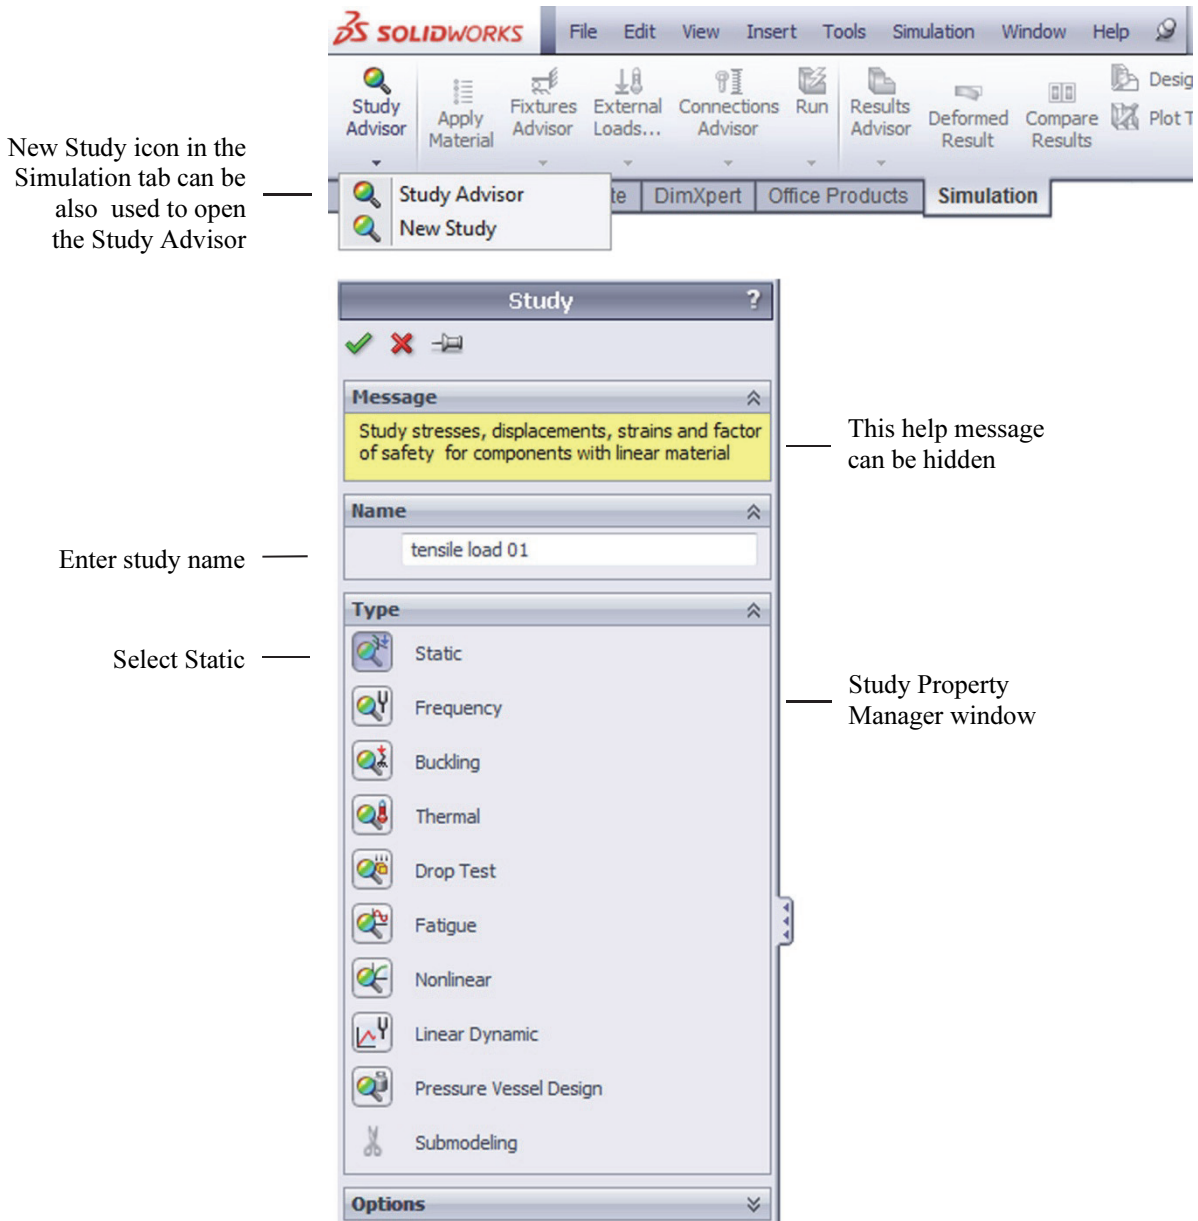 SOLIDWORKS File Edit View Insert Tools Simulation Window Help
Study Advisor
Apply Material
Fixtures Advisor
External Loads...
Connections Advisor
Run
Results Advisor
Deformed Result
Compare Results
Desig
Plot T
New Study icon in the
Simulation tab can be
also used to open
the Study Advisor
te DimXpert Office Products Simulation
Study Advisor
New Study
Study ?
Message
Study stresses, displacements, strains and factor
of safety for components with linear material
This help message
can be hidden
Name
tensile load 01
Enter study name
Type
Select Static
Static
Frequency
Study Property
Manager window
Buckling
Thermal
Drop Test
Fatigue
Nonlinear
Linear Dynamic
Pressure Vessel Design
Submodeling
Options